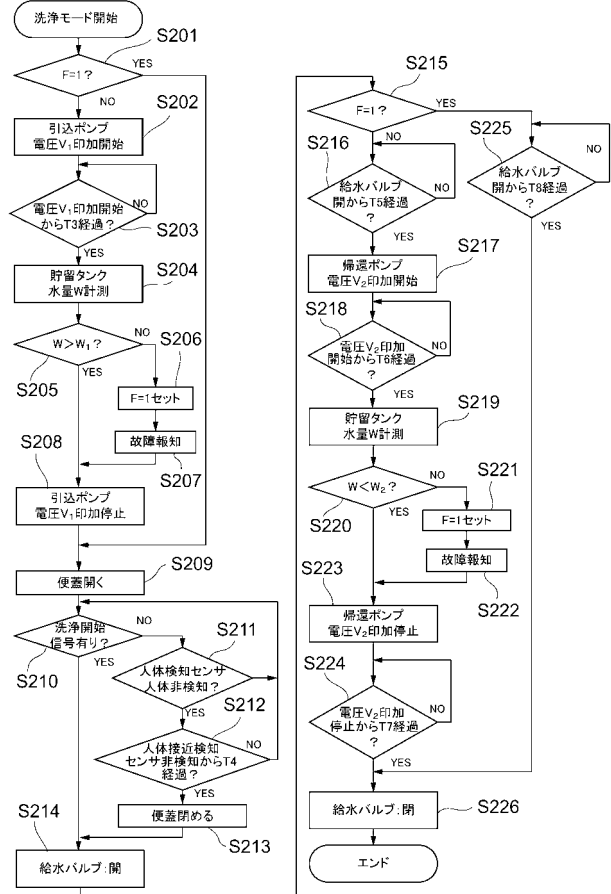 洗浄モード開始
S201
F=1？
YES
NO
S202
引込ポンプ
電圧V₁印加開始
電圧V₁印加開始
からT3経過？
NO
S203
YES
S204
貯留タンク
水量W計測
W＞W₁？
NO
S205
YES
S206
F=1セット
故障報知
S207
S208
引込ポンプ
電圧V₁印加停止
S209
便蓋開く
洗浄開始
信号有り？
NO
S210
YES
S211
人体検知センサ
人体非検知？
NO
YES
S212
人体接近検知
センサ非検知からT4
経過？
NO
YES
便蓋閉める
S213
S214
給水バルブ：開
S215
F=1？
YES
NO
S216
給水バルブ
開からT5経過
？
NO
YES
S225
給水バルブ
開からT8経過
？
NO
YES
S217
帰還ポンプ
電圧V₂印加開始
S218
電圧V₂印加
開始からT6経過
？
NO
YES
S219
貯留タンク
水量W計測
W＜W₂？
NO
S220
YES
S221
F=1セット
故障報知
S222
S223
帰還ポンプ
電圧V₂印加停止
S224
電圧V₂印加
停止からT7経過
？
NO
YES
給水バルブ：閉
S226
エンド